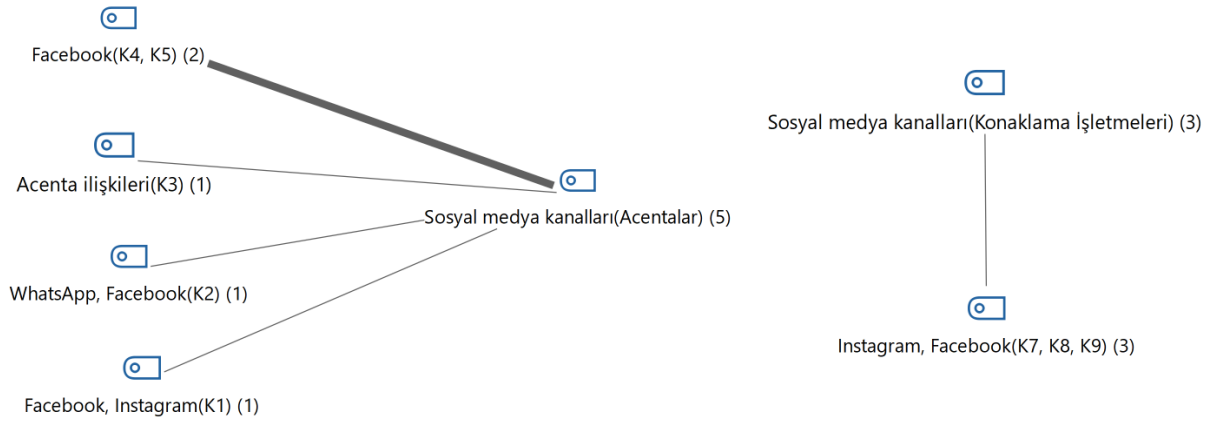 Facebook(K4, K5) (2)
Acenta ilişkileri(K3) (1)
WhatsApp, Facebook(K2) (1)
Facebook, Instagram(K1) (1)
Sosyal medya kanalları(Acentalar) (5)
Sosyal medya kanalları(Konaklama İşletmeleri) (3)
Instagram, Facebook(K7, K8, K9) (3)